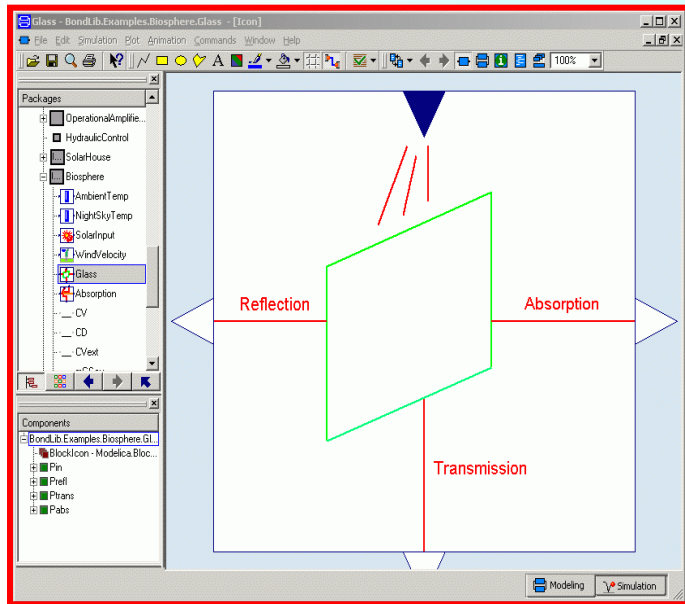 Glass - BondLib.Examples.Biosphere.Glass - [Icon]
File Edit Simulation Plot Animation Commands Window Help
A 100%
Packages
OperationalAmplifie...
HydraulicControl
SolarHouse
Biosphere
AmbientTemp
NightSkyTemp
SolarInput
WindVelocity
Glass
Absorption
CV
CD
CVext
Reflection
Absorption
Transmission
Components
BondLib.Examples.Biosphere.Gl...
BlockIcon - Modelica.Bloc...
Pin
Prefl
Ptrans
Pabs
Modeling Simulation